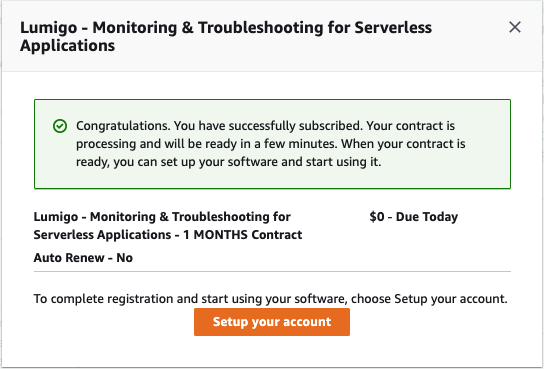 Lumigo - Monitoring & Troubleshooting for Serverless
Applications
Congratulations. You have successfully subscribed. Your contract is
processing and will be ready in a few minutes. When your contract is
ready, you can set up your software and start using it.
Lumigo - Monitoring & Troubleshooting for
Serverless Applications - 1 MONTHS Contract
$0 - Due Today
Auto Renew - No
To complete registration and start using your software, choose Setup your account.
Setup your account